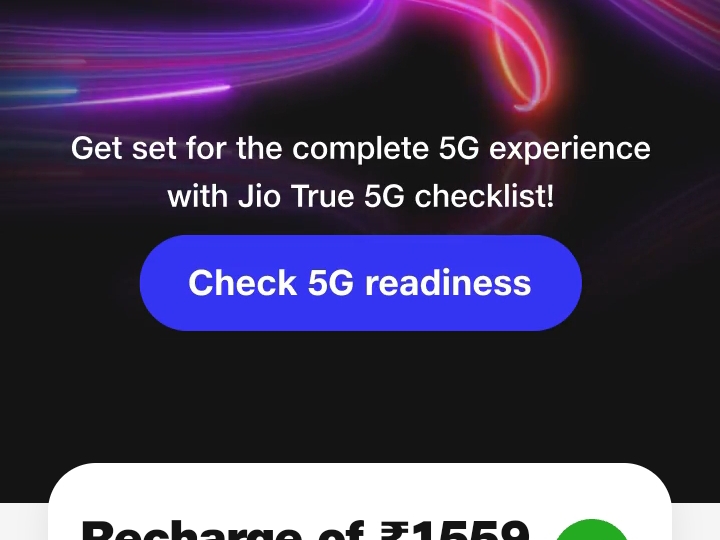 Get set for the complete 5G experience
with Jio True 5G checklist!
Check 5G readiness
Recharge of ₹1559